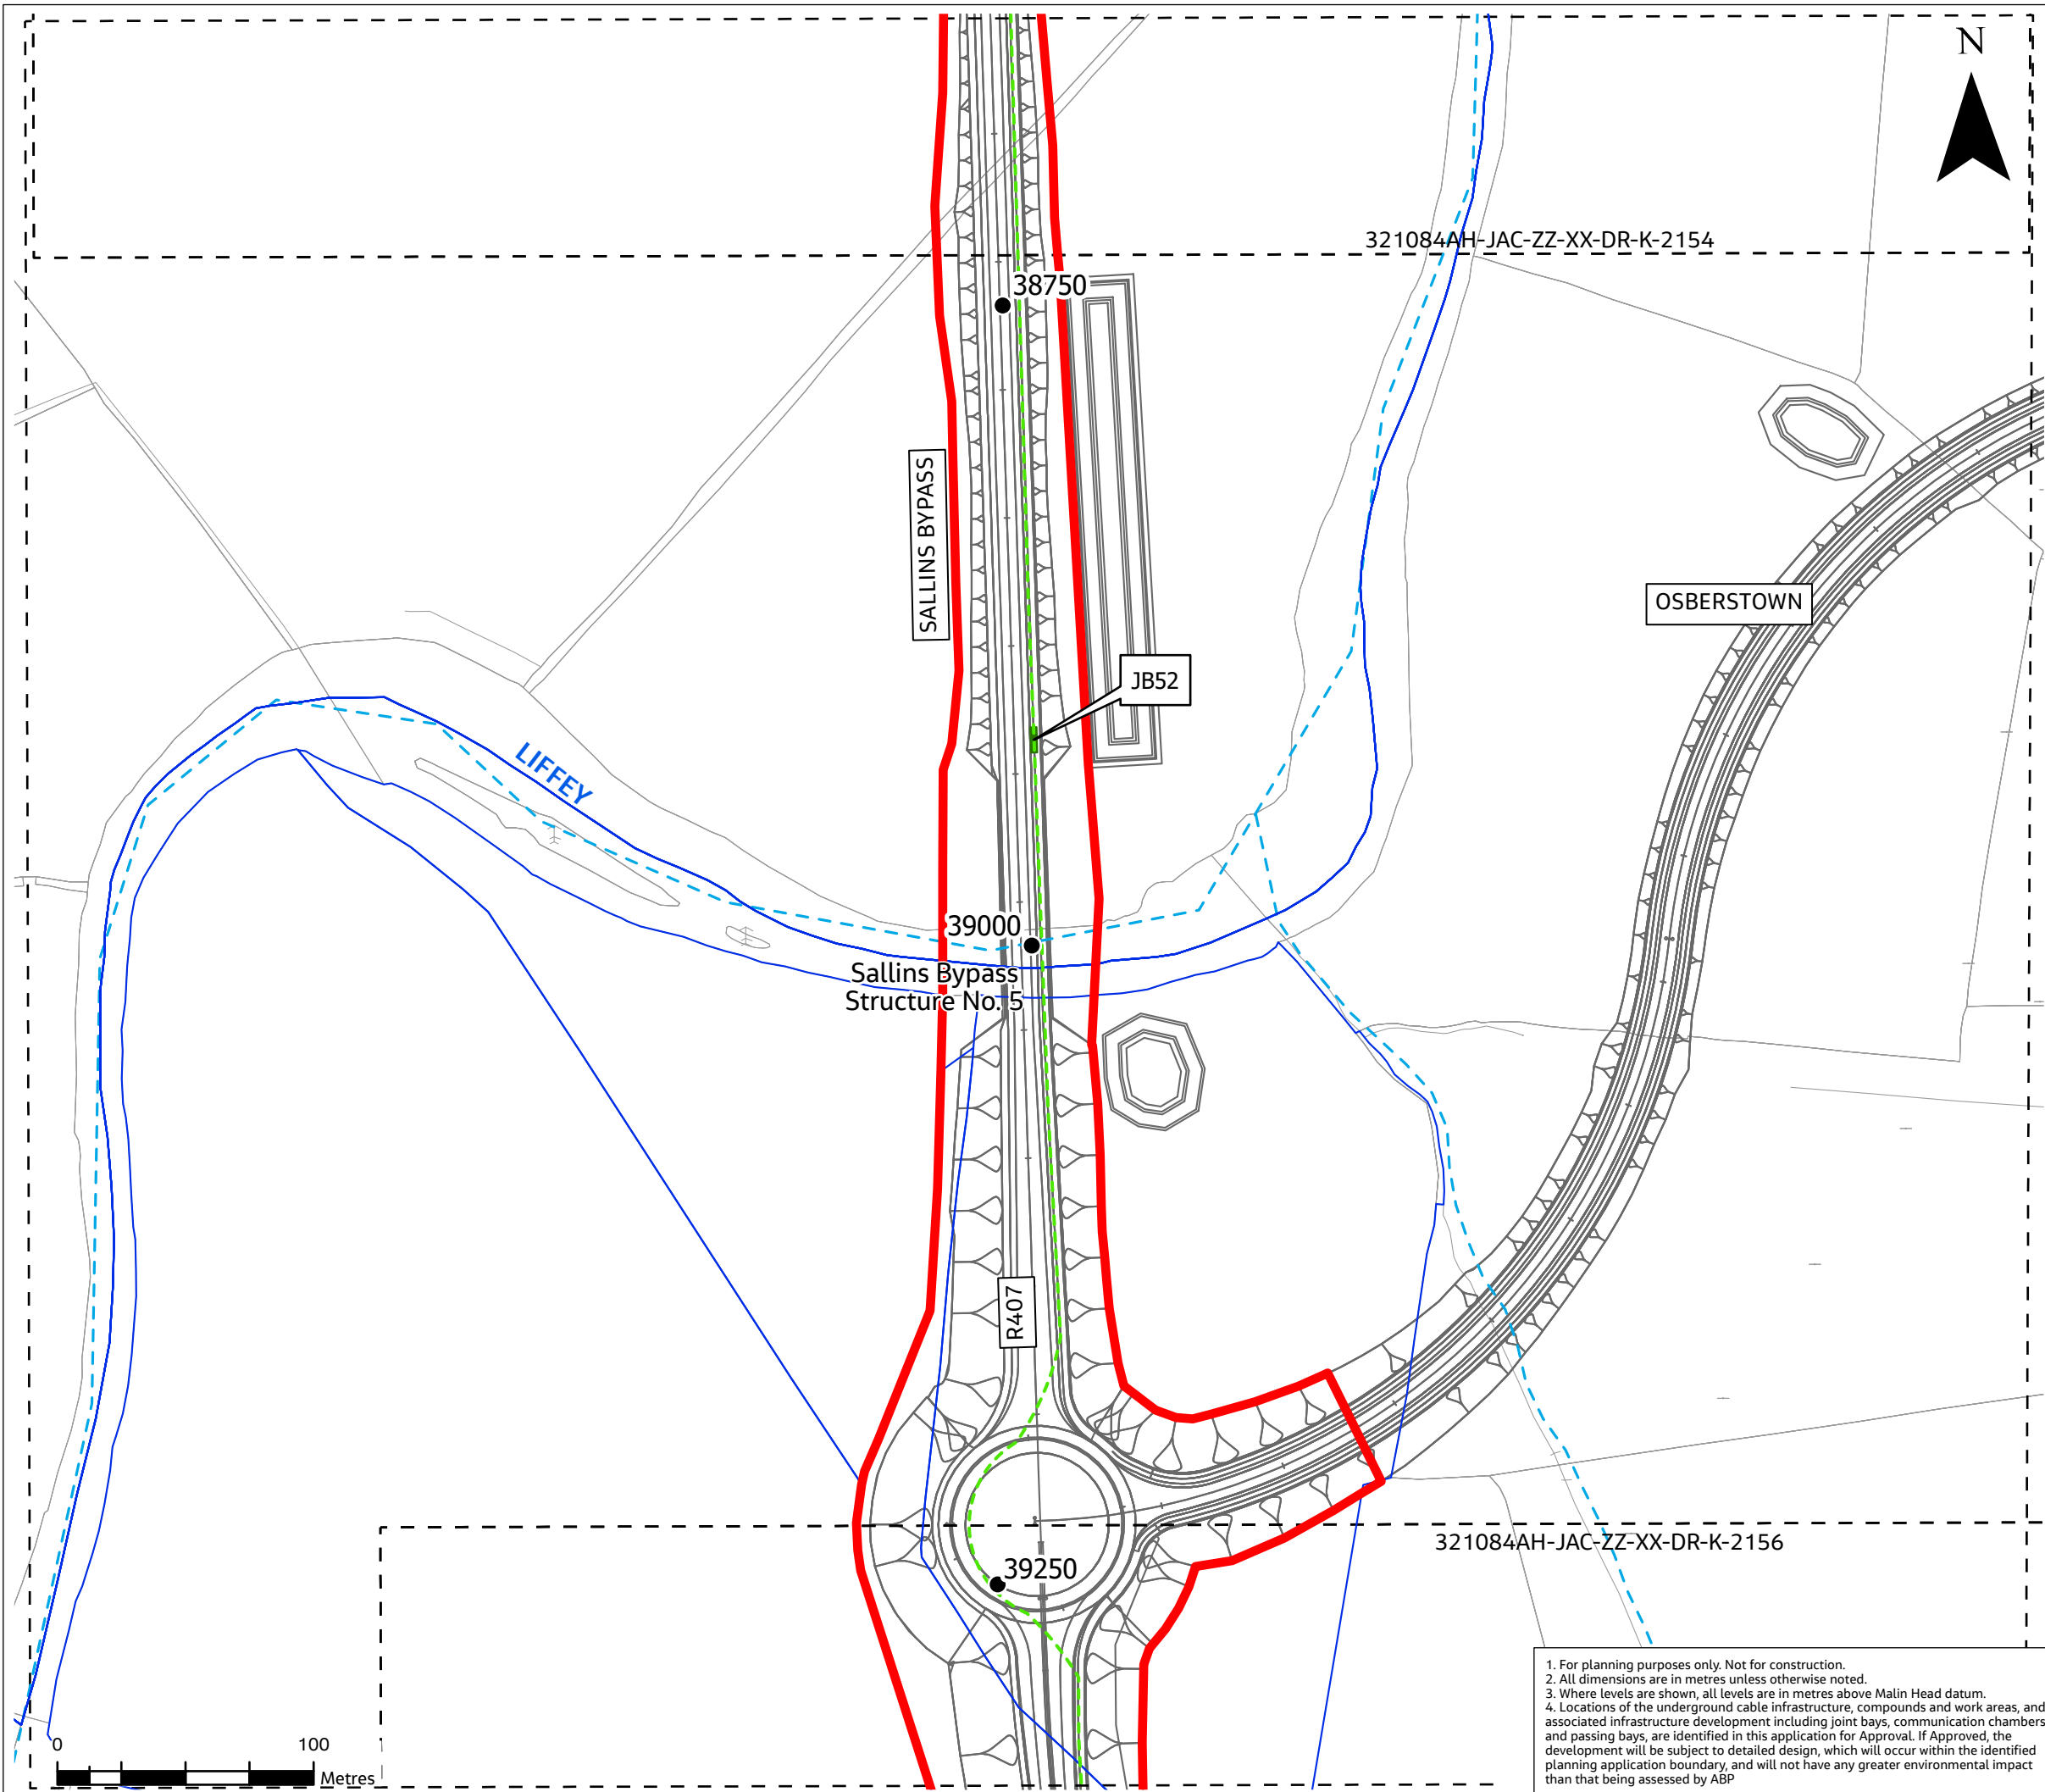 N
321084AH-JAC-ZZ-XX-DR-K-2154
38750
SALLINS BYPASS
OSBERSTOWN
JB52
LIFFEY
39000
Sallins Bypass
Structure No. 5
R407
321084AH-JAC-ZZ-XX-DR-K-2156
39250
0 100
Metres
1. For planning purposes only. Not for construction.
2. All dimensions are in metres unless otherwise noted.
3. Where levels are shown, all levels are in metres above Malin Head datum.
4. Locations of the underground cable infrastructure, compounds and work areas, and
associated infrastructure development including joint bays, communication chambers
and passing bays, are identified in this application for Approval. If Approved, the
development will be subject to detailed design, which will occur within the identified
planning application boundary, and will not have any greater environmental impact
than that being assessed by ABP